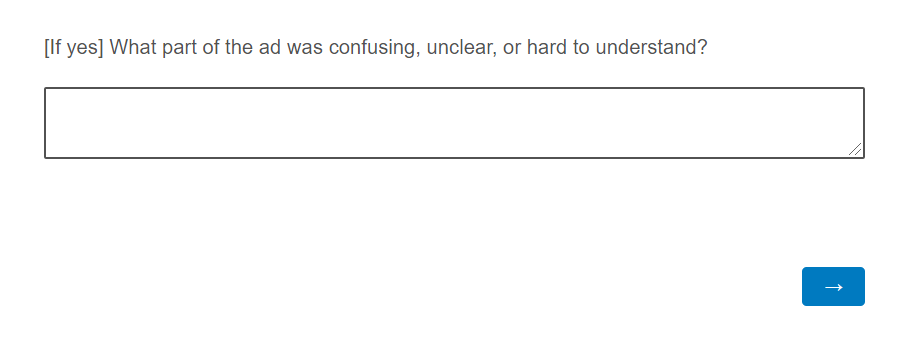 [If yes] What part of the ad was confusing, unclear, or hard to understand?
→